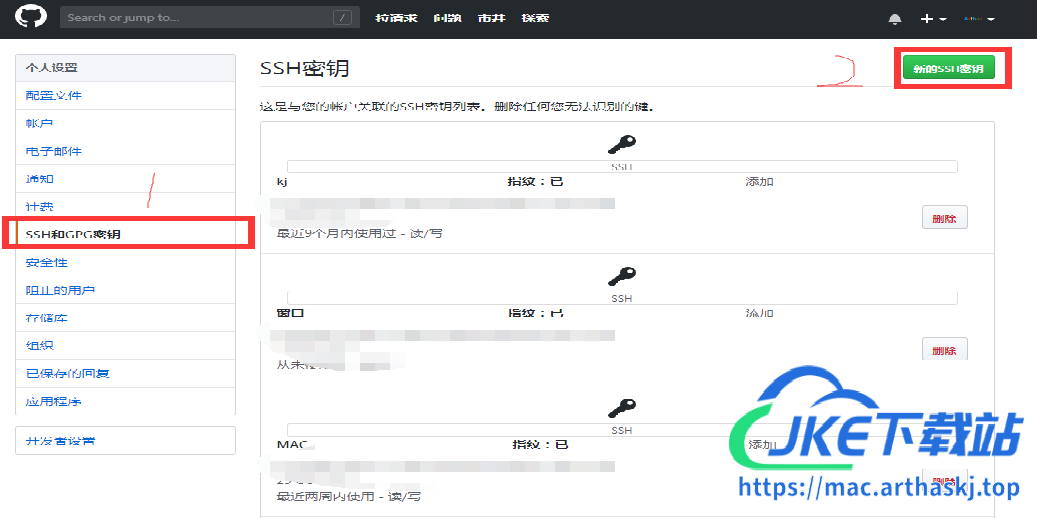 Search or jump to... /
拉请求 问题 市井 探索
个人设置
配置文件
帐户
电子邮件
通知
计费
SSH和GPG密钥
安全性
阻止的用户
存储库
组织
已保存的回复
应用程序
开发者设置
SSH密钥
2
新的SSH密钥
1
这是与您的帐户关联的SSH密钥列表。删除任何您无法识别的键。
SSH
kj 指纹：已 添加
最近9个月内使用过 - 读/写
删除
SSH
窗口 指纹：已 添加
删除
SSH
MAC 指纹：已 添加
最近两周内使用 - 读/写
删除
JKE下载站
https://mac.arthaskj.top